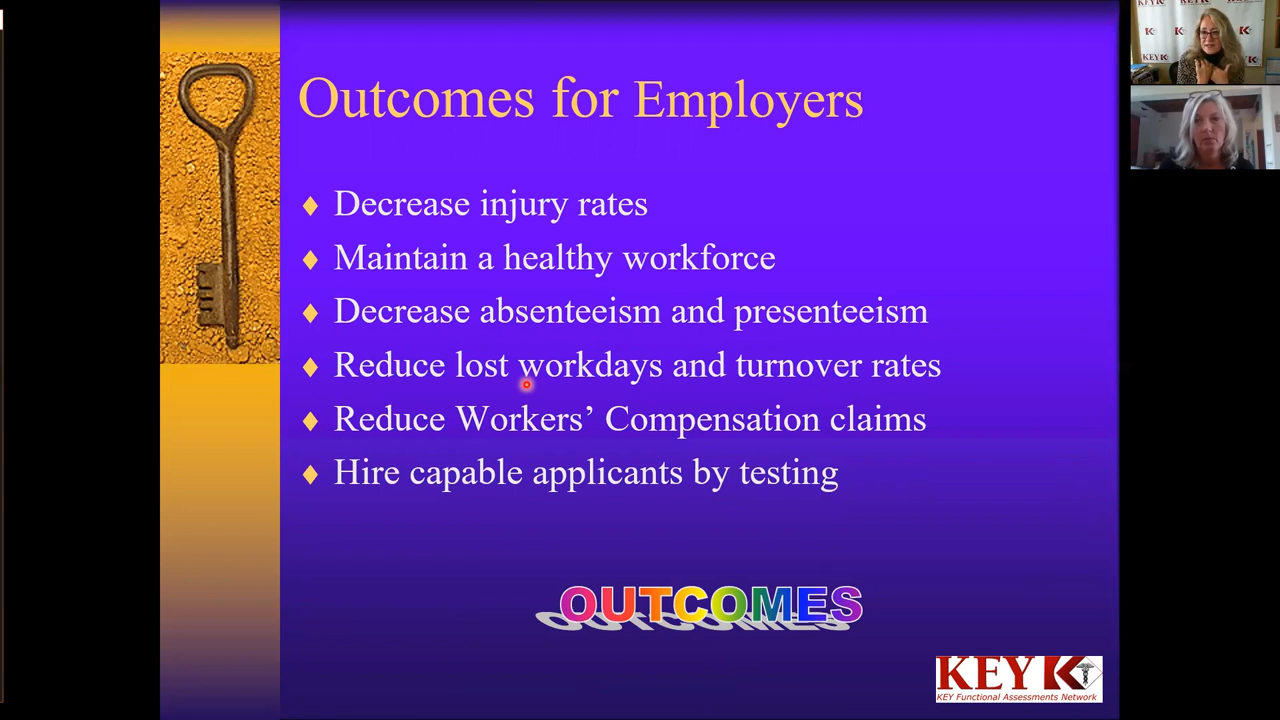 Outcomes for Employers
Decrease injury rates
Maintain a healthy workforce
Decrease absenteeism and presenteeism
Reduce lost workdays and turnover rates
Reduce Workers’ Compensation claims
Hire capable applicants by testing
OUTCOMES
KEY K
KEY Functional Assessments Network
KEY